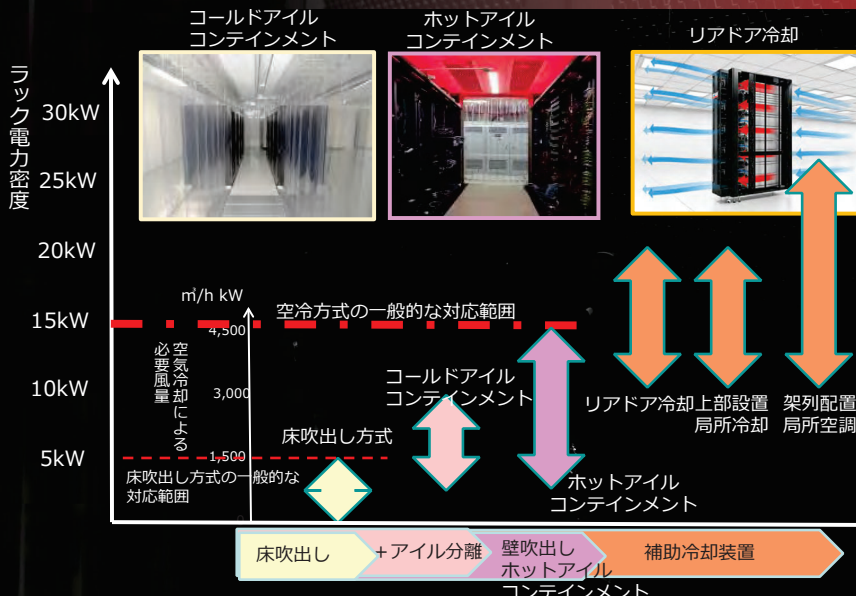 コールドアイル
コンテインメント
ホットアイル
コンテインメント
リアドア冷却
ラック電力密度
30kW
25kW
20kW
15kW
10kW
5kW
㎥/h kW
空冷方式の一般的な対応範囲
4,500
3,000
1,500
空気冷却による
必要風量
コールドアイル
コンテインメント
床吹出し方式
床吹出し方式の一般的な
対応範囲
リアドア冷却
上部設置
局所冷却
架列配置
局所空調
ホットアイル
コンテインメント
床吹出し
+アイル分離
壁吹出し
ホットアイル
コンテインメント
補助冷却装置